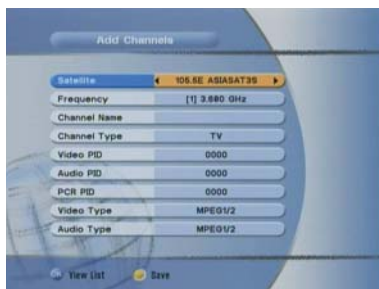 Add Channels
Satellite 105.5E ASIASAT3S
Frequency [1] 3.680 GHz
Channel Name
Channel Type TV
Video PID 0000
Audio PID 0000
PCR PID 0000
Video Type MPEG1/2
Audio Type MPEG1/2
View List Save